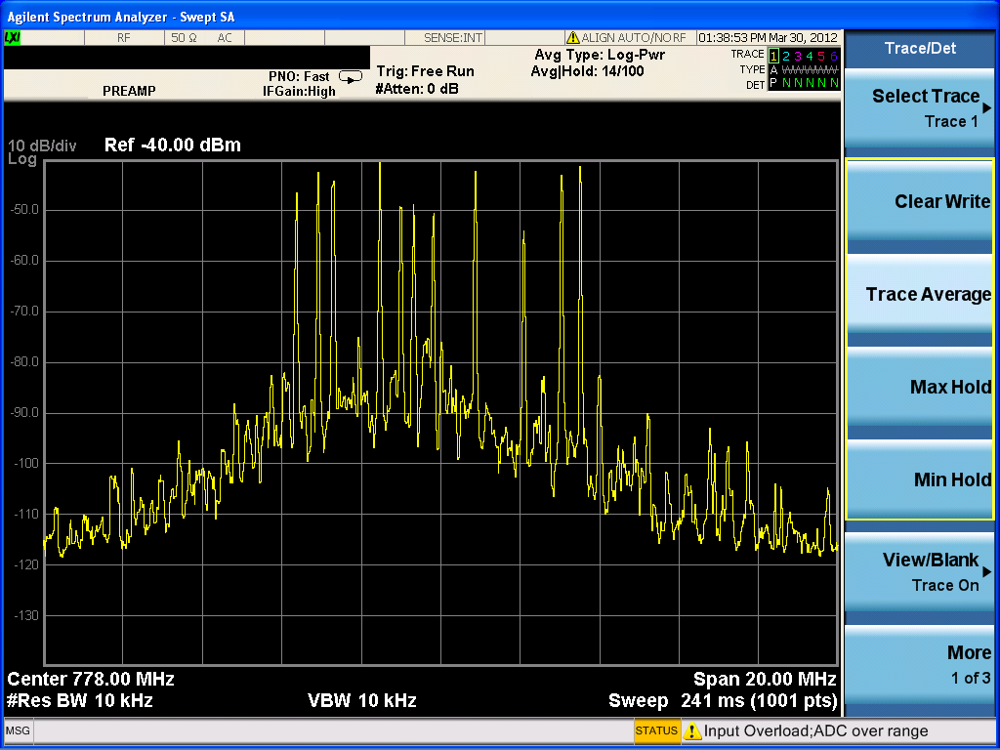 Agilent Spectrum Analyzer - Swept SA
LXI RF 50 Ω AC SENSE:INT ALIGN AUTO/NO RF 01:38:53 PM Mar 30, 2012
PREAMP
PNO: Fast
IFGain:High
Trig: Free Run
#Atten: 0 dB
Avg Type: Log-Pwr
Avg|Hold: 14/100
TRACE 1 2 3 4 5 6
TYPE A WWWWW
DET P N N N N N
10 dB/div
Log
Ref -40.00 dBm
-50.0
-60.0
-70.0
-80.0
-90.0
-100
-110
-120
-130
Center 778.00 MHz
Span 20.00 MHz
#Res BW 10 kHz
VBW 10 kHz
Sweep 241 ms (1001 pts)
MSG
STATUS
Input Overload;ADC over range
Trace/Det
Select Trace
Trace 1
Clear Write
Trace Average
Max Hold
Min Hold
View/Blank
Trace On
More
1 of 3